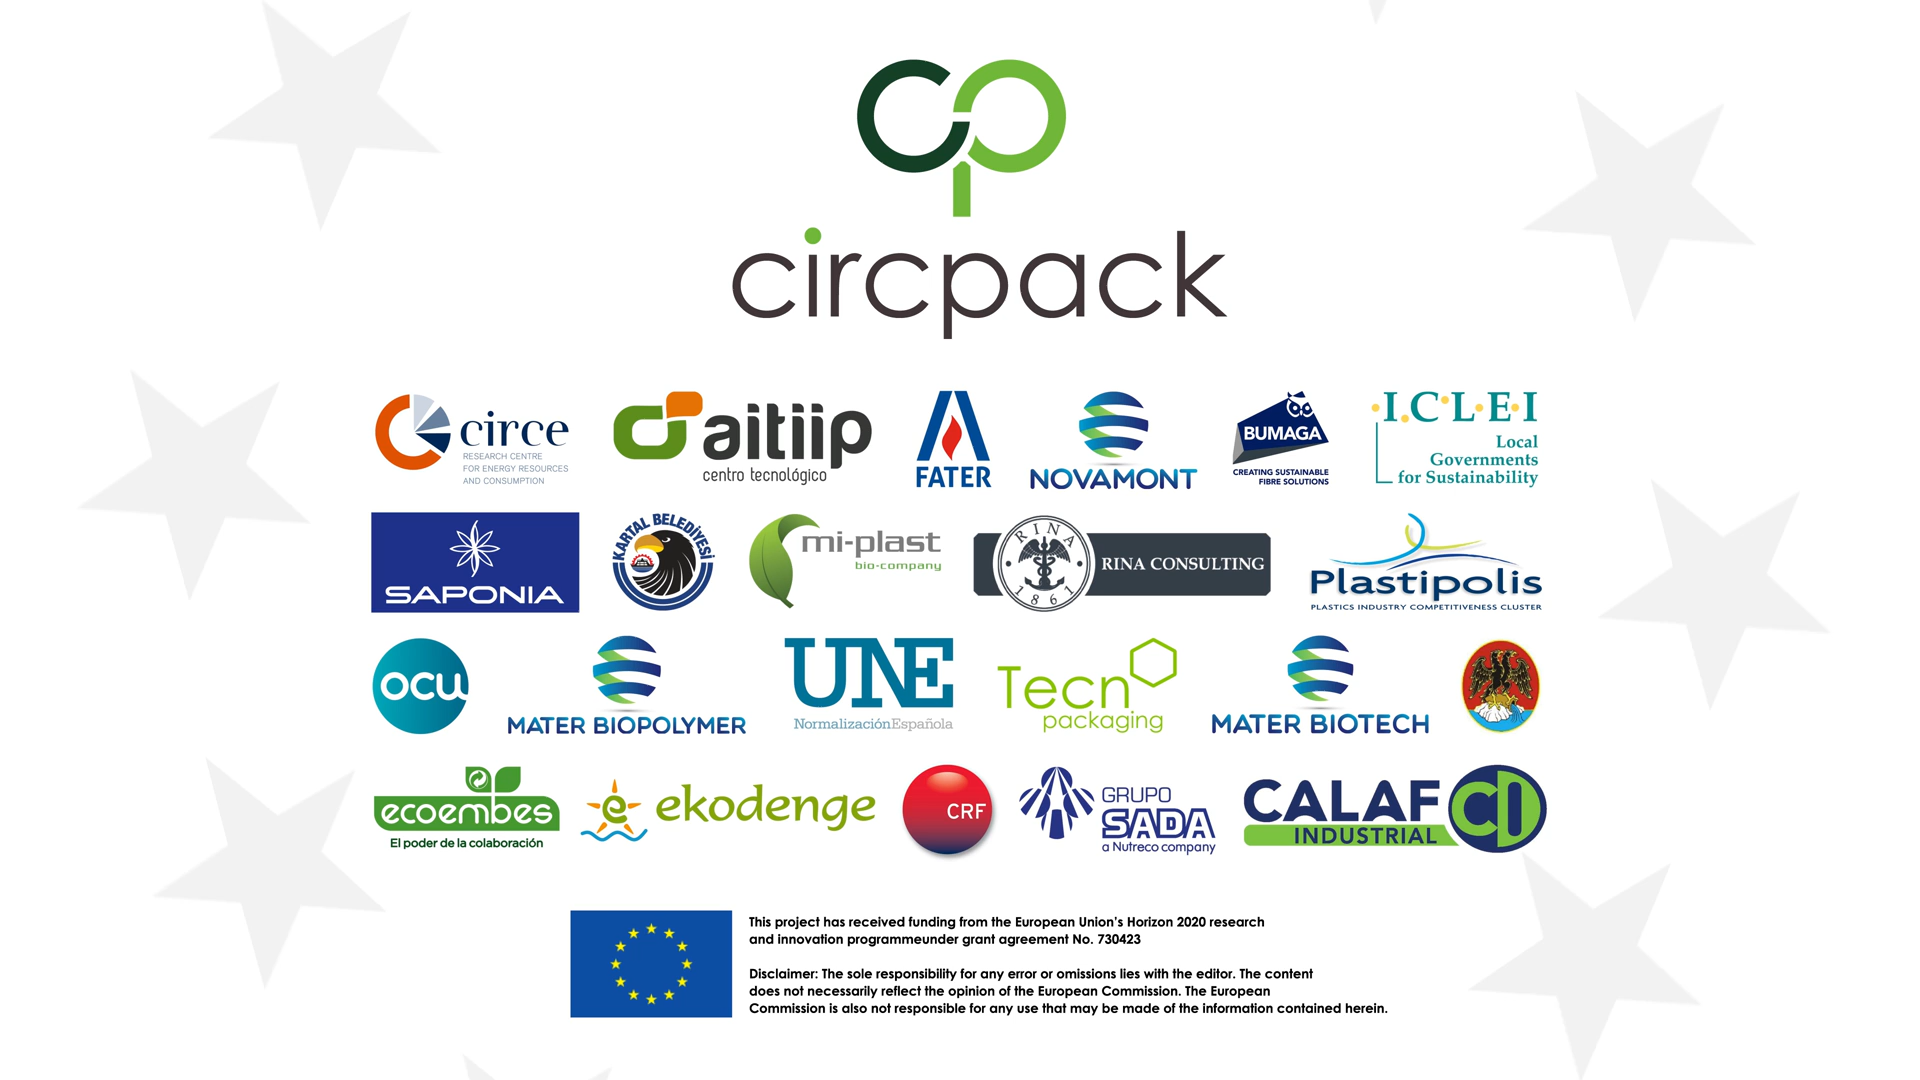 cp
circpack
circe
RESEARCH CENTRE
FOR ENERGY RESOURCES
AND CONSUMPTION
aitiip
centro tecnológico
FATER
NOVAMONT
BUMAGA
CREATING SUSTAINABLE
FIBRE SOLUTIONS
I.C.L.E.I
Local
Governments
for Sustainability
SAPONIA
KARTAL BELEDİYESİ
mi-plast
bio-company
RINA
1861
RINA CONSULTING
Plastipolis
PLASTICS INDUSTRY COMPETITIVENESS CLUSTER
ocu
MATER BIOPOLYMER
UNE
NormalizaciónEspañola
Tecn
packaging
MATER BIOTECH
ecoembes
El poder de la colaboración
ekodenge
CRF
GRUPO
SADA
a Nutreco company
CALAF
INDUSTRIAL
CI
This project has received funding from the European Union's Horizon 2020 research
and innovation programmeunder grant agreement No. 730423
Disclaimer: The sole responsibility for any error or omissions lies with the editor. The content
does not necessarily reflect the opinion of the European Commission. The European
Commission is also not responsible for any use that may be made of the information contained herein.